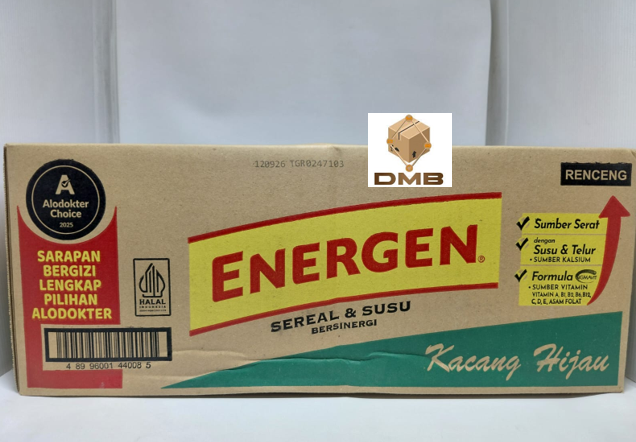 DMB
120926 TGR0247103
RENCENG
A
Alodokter
Choice
2025
SARAPAN
BERGIZI
LENGKAP
PILIHAN
ALODOKTER
HALAL
INDONESIA
4 89 96001 44008 5
ENERGEN®
SEREAL & SUSU
BERSINERGI
Kacang Hijau
Sumber Serat
dengan
Susu & Telur
• SUMBER KALSIUM
Formula
• SUMBER VITAMIN
VITAMIN A, B1, B2, B6, B12,
C, D, E, ASAM FOLAT